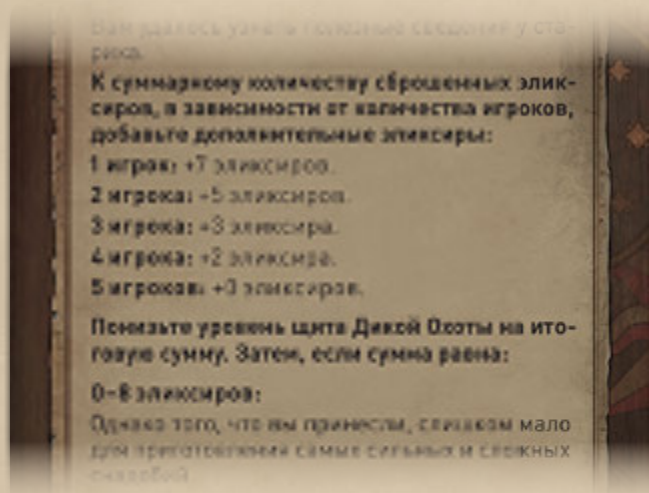 Вам удалось узнать полезные сведения у ста-
рика.
К суммарному количеству сброшенных элик-
сиров, в зависимости от количества игроков,
добавьте дополнительные эликсиры:
1 игрок: +7 эликсиров.
2 игрока: +5 эликсиров.
3 игрока: +3 эликсира.
4 игрока: +2 эликсира.
5 игроков: +0 эликсиров.
Понизьте уровень щита Дикой Охоты на ито-
говую сумму. Затем, если сумма равна:
0–8 эликсиров:
Однако того, что вы принесли, слишком мало
для приготовления самых сильных и сложных
снадобий